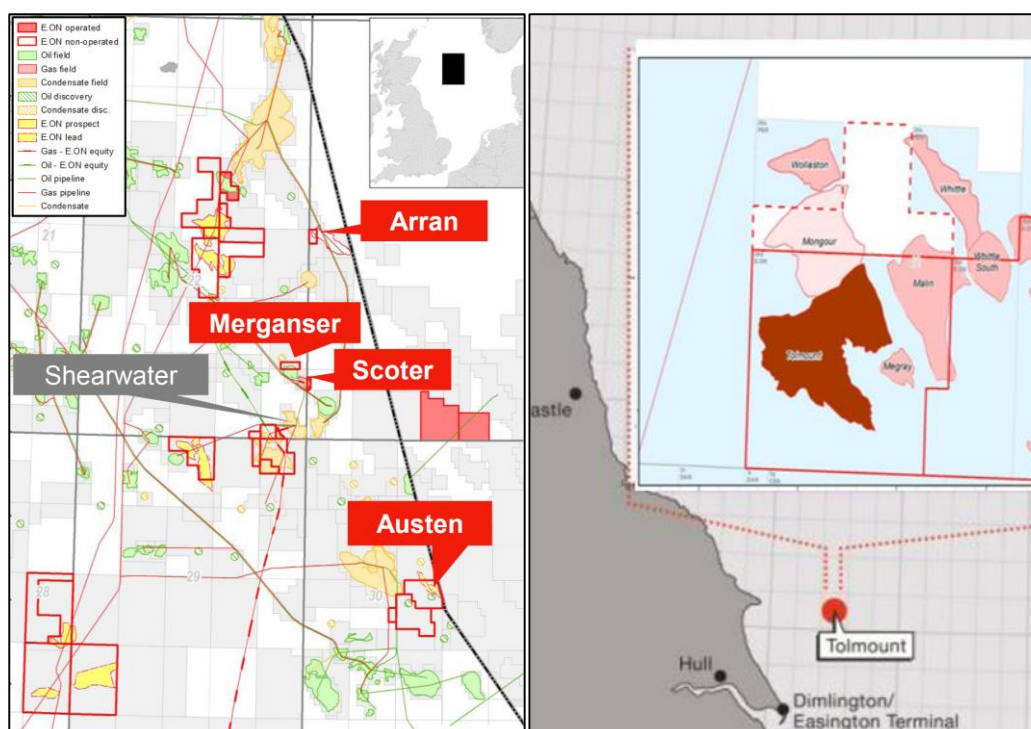 E.ON operated
E.ON non-operated
Oil field
Gas field
Condensate field
Oil discovery
Condensate disc.
E.ON prospect
E.ON lead
Gas - E.ON equity
Oil - E.ON equity
Oil pipeline
Gas pipeline
Condensate
21
22
Arran
Merganser
Shearwater
Scoter
Austen
29
28
30
Wollaston
Whittle
Mongour
Whittle
South
Malin
Tolmount
Megray
astle
Tolmount
Hull
Dimlington/
Easington Terminal